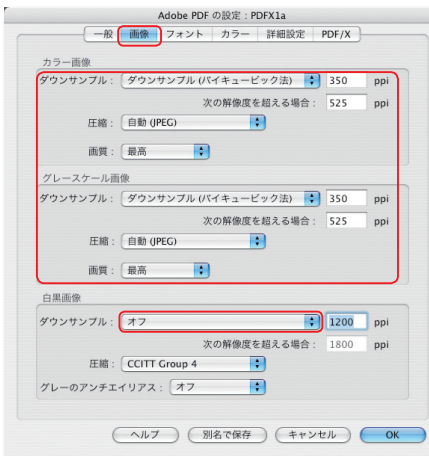 Adobe PDF の設定：PDFX1a
一般 画像 フォント カラー 詳細設定 PDF/X
カラー画像
ダウンサンプル： ダウンサンプル (バイキュービック法) 350 ppi
次の解像度を超える場合： 525 ppi
圧縮： 自動 (JPEG)
画質： 最高
グレースケール画像
ダウンサンプル： ダウンサンプル (バイキュービック法) 350 ppi
次の解像度を超える場合： 525 ppi
圧縮： 自動 (JPEG)
画質： 最高
白黒画像
ダウンサンプル： オフ 1200 ppi
次の解像度を超える場合： 1800 ppi
圧縮： CCITT Group 4
グレーのアンチエイリアス： オフ
ヘルプ 別名で保存 キャンセル OK